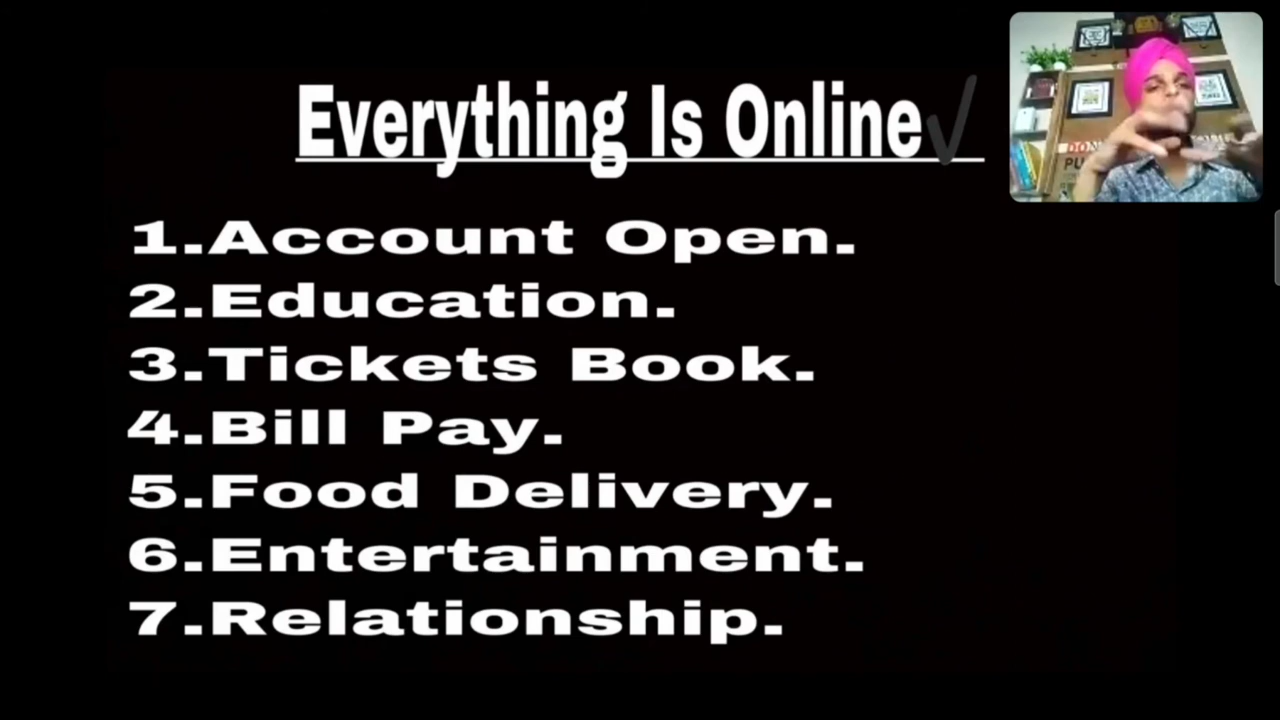 Everything Is Online
1.Account Open.
2.Education.
3.Tickets Book.
4.Bill Pay.
5.Food Delivery.
6.Entertainment.
7.Relationship.